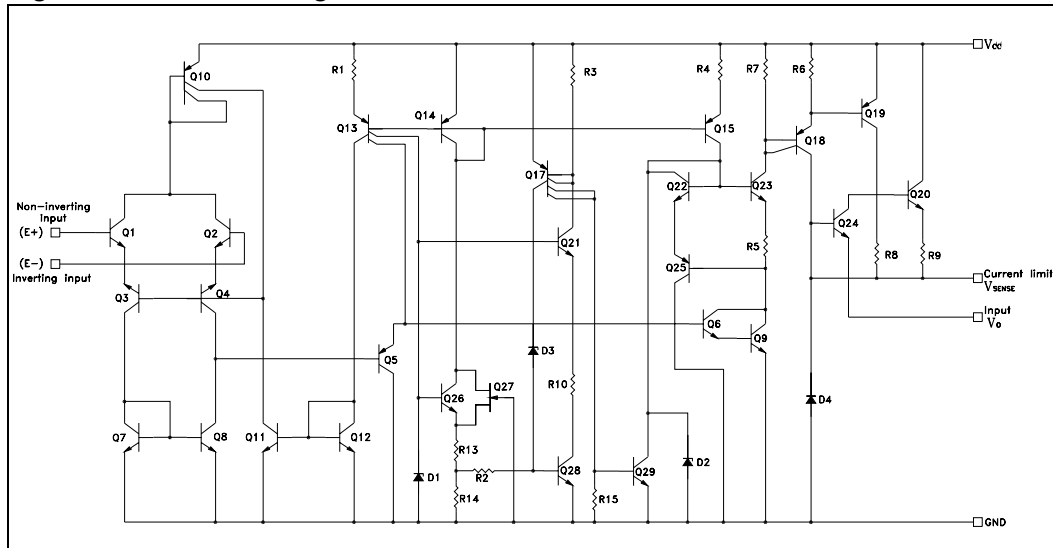 Vcc
R1
R3
R4
R7
R6
Q10
Q13
Q14
Q15
Q18
Q19
Q17
Q22
Q23
Q20
Non-inverting
input
(E+)
Q1
Q2
Q21
Q24
(E-)
Inverting input
R5
R8
R9
Q25
Current limit
VSENSE
Q3
Q4
Q6
Q9
Input
Vo
Q5
D3
Q27
R10
Q26
D4
Q7
Q8
Q11
Q12
R13
R2
D1
Q28
Q29
D2
R14
R15
GND